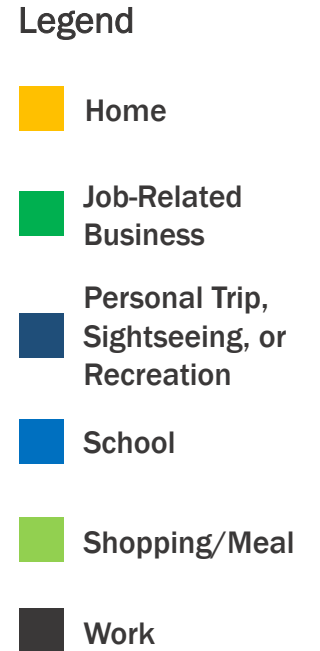 Legend
Home
Job-Related
Business
Personal Trip,
Sightseeing, or
Recreation
School
Shopping/Meal
Work